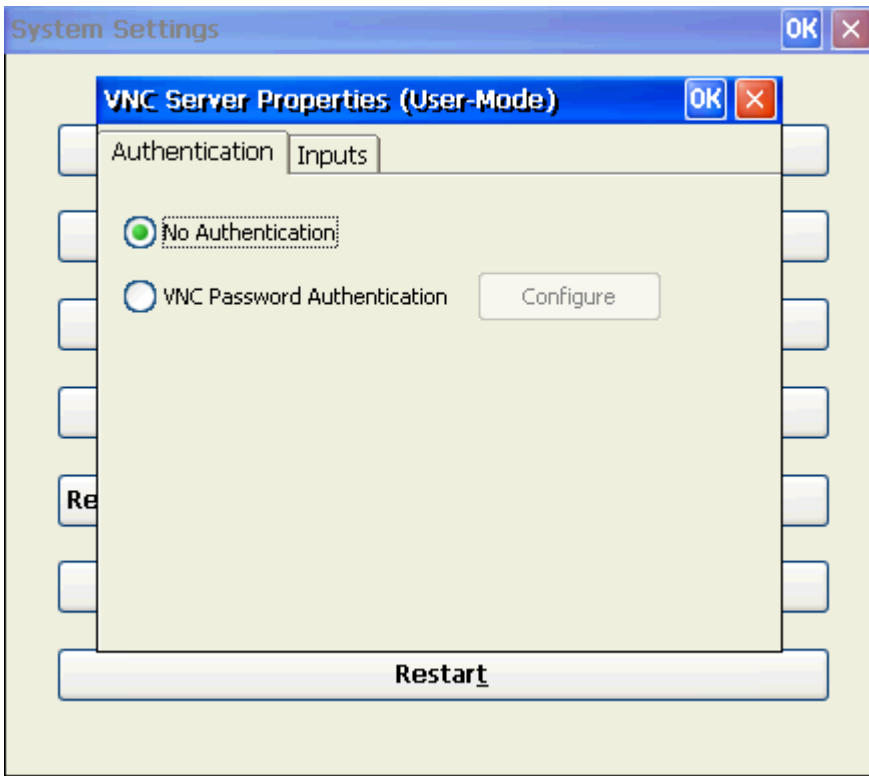 System Settings OK
VNC Server Properties (User-Mode) OK
Authentication Inputs
No Authentication
VNC Password Authentication Configure
Re
Restart